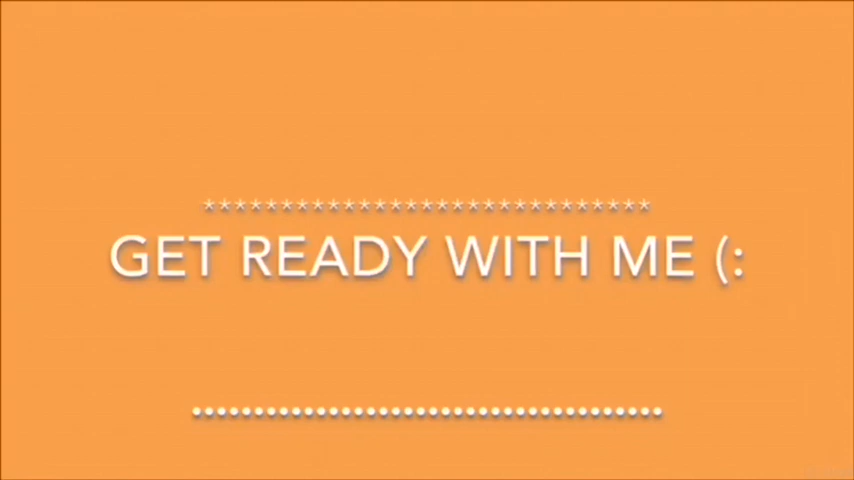 *****************************
GET READY WITH ME (:
......................................